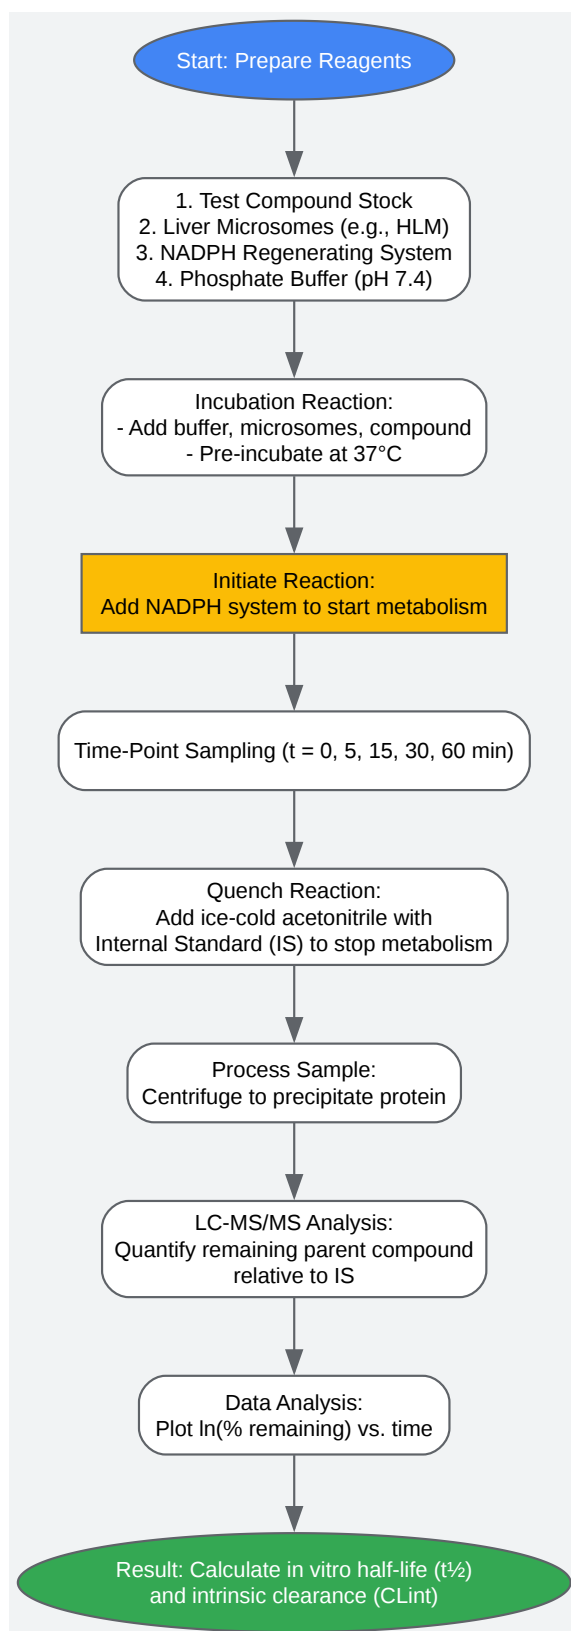 Start: Prepare Reagents
1. Test Compound Stock
2. Liver Microsomes (e.g., HLM)
3. NADPH Regenerating System
4. Phosphate Buffer (pH 7.4)
Incubation Reaction:
- Add buffer, microsomes, compound
- Pre-incubate at 37°C
Initiate Reaction:
Add NADPH system to start metabolism
Time-Point Sampling (t = 0, 5, 15, 30, 60 min)
Quench Reaction:
Add ice-cold acetonitrile with
Internal Standard (IS) to stop metabolism
Process Sample:
Centrifuge to precipitate protein
LC-MS/MS Analysis:
Quantify remaining parent compound
relative to IS
Data Analysis:
Plot ln(% remaining) vs. time
Result: Calculate in vitro half-life (t½)
and intrinsic clearance (CLint)